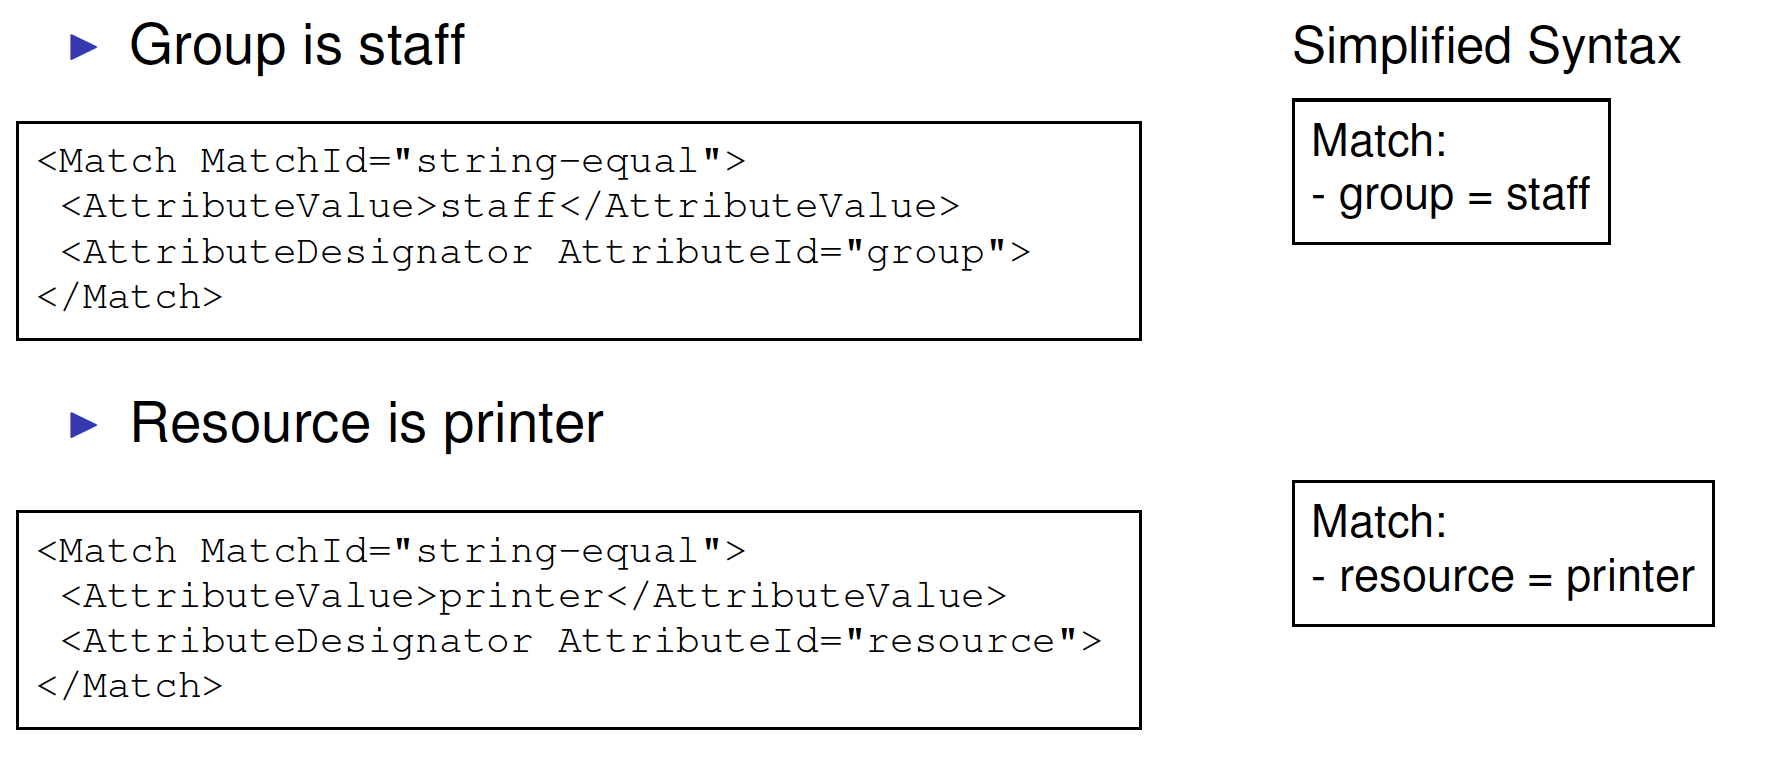 Group is staff
<Match MatchId="string-equal">
<AttributeValue>staff</AttributeValue>
<AttributeDesignator AttributeId="group">
</Match>
Simplified Syntax
Match:
- group = staff
Resource is printer
<Match MatchId="string-equal">
<AttributeValue>printer</AttributeValue>
<AttributeDesignator AttributeId="resource">
</Match>
Match:
- resource = printer